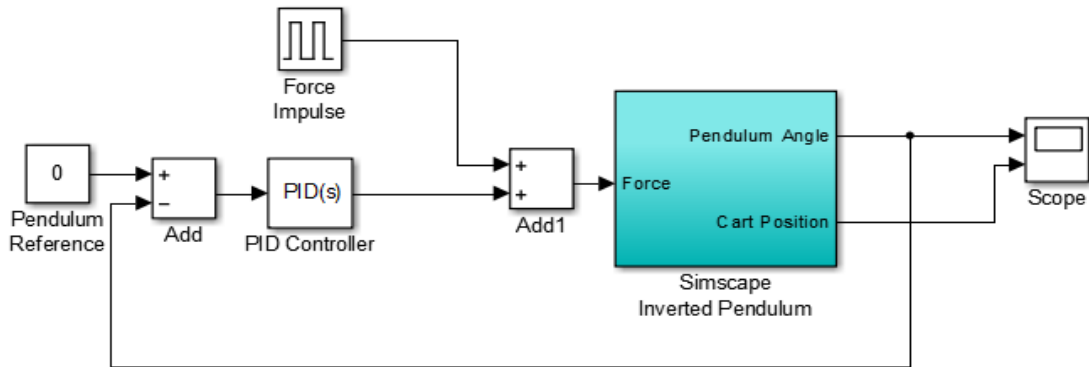 Force
Impulse
0
Pendulum
Reference
+
−
Add
PID(s)
PID Controller
+
+
Add1
Force
Pendulum Angle
Cart Position
Simscape
Inverted Pendulum
Scope